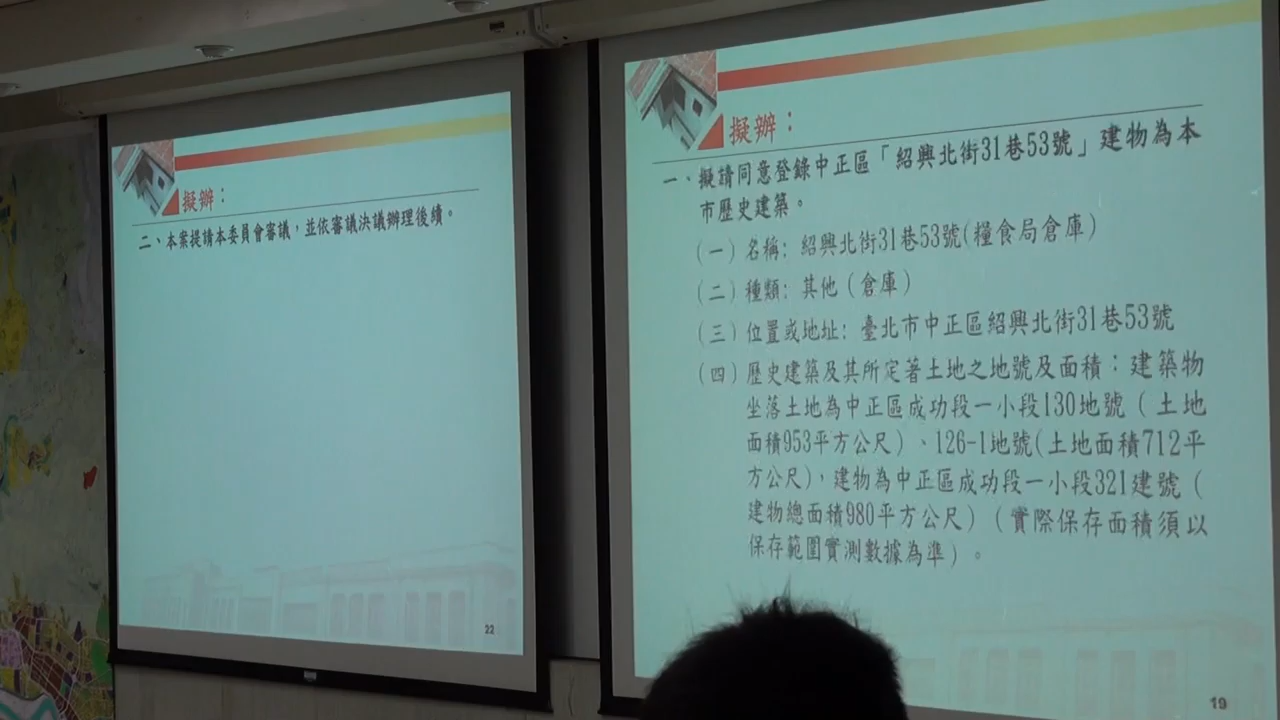 擬辦：
二、本案提請本委員會審議，並依審議決議辦理後續。
22
擬辦：
一、擬請同意登錄中正區「紹興北街31巷53號」建物為本
市歷史建築。
(一) 名稱: 紹興北街31巷53號(糧食局倉庫)
(二) 種類: 其他（倉庫）
(三) 位置或地址: 臺北市中正區紹興北街31巷53號
(四) 歷史建築及其所定著土地之地號及面積：建築物
坐落土地為中正區成功段一小段130地號（土地
面積953平方公尺）、126-1地號(土地面積712平
方公尺)，建物為中正區成功段一小段321建號（
建物總面積980平方公尺）（實際保存面積須以
保存範圍實測數據為準）。
19